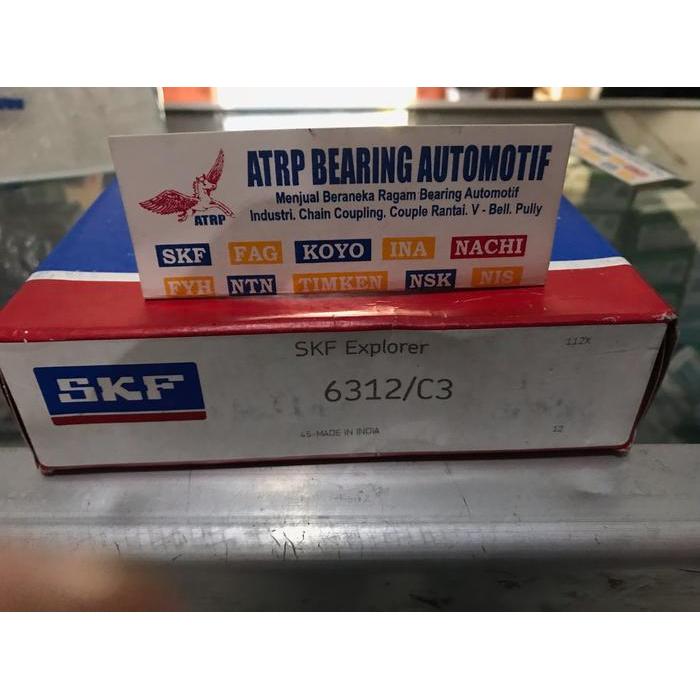 ATRP BEARING AUTOMOTIF
Menjual Beraneka Ragam Bearing Automotif
Industri. Chain Coupling. Couple Rantai. V - Bell. Pully
ATRP
SKF FAG KOYO INA NACHI
FYH NTN TIMKEN NSK NIS
SKF Explorer
112X
SKF
6312/C3
45-MADE IN INDIA
12